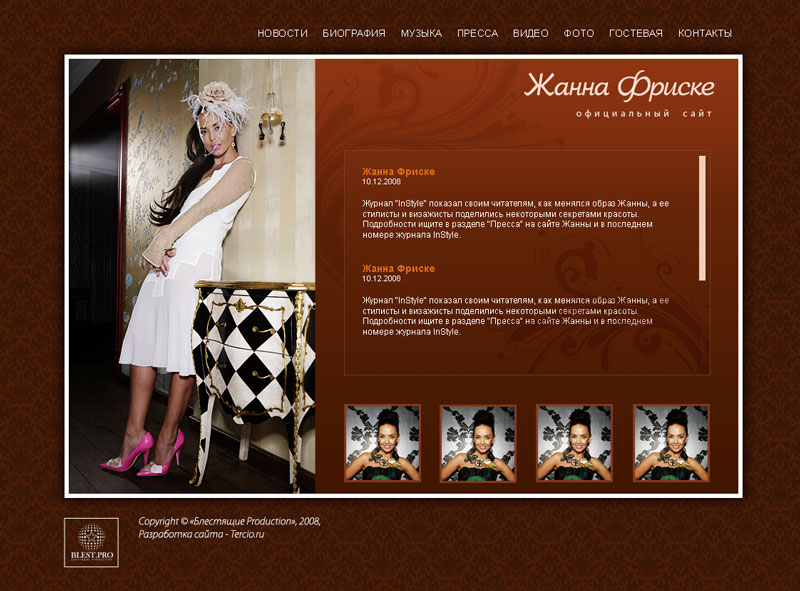 НОВОСТИ БИОГРАФИЯ МУЗЫКА ПРЕССА ВИДЕО ФОТО ГОСТЕВАЯ КОНТАКТЫ
Жанна Фриске
официальный сайт
Жанна Фриске
10.12.2008
Журнал "InStyle" показал своим читателям, как менялся образ Жанны, а ее
стилисты и визажисты поделились некоторыми секретами красоты.
Подробности ищите в разделе "Пресса" на сайте Жанны и в последнем
номере журнала InStyle.
Жанна Фриске
10.12.2008
Журнал "InStyle" показал своим читателям, как менялся образ Жанны, а ее
стилисты и визажисты поделились некоторыми секретами красоты.
Подробности ищите в разделе "Пресса" на сайте Жанны и в последнем
номере журнала InStyle.
Copyright © «Блестящие Production», 2008,
Разработка сайта - Tercio.ru
BLEST.PRO